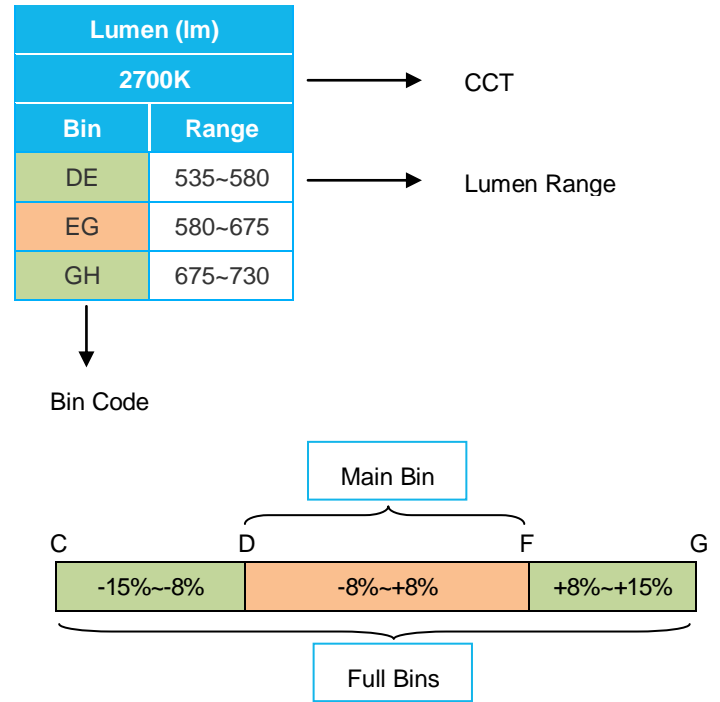 Lumen (lm)
2700K
CCT
Bin Range
DE 535~580
Lumen Range
EG 580~675
GH 675~730
Bin Code
Main Bin
C D F G
-15%~-8% -8%~+8% +8%~+15%
Full Bins